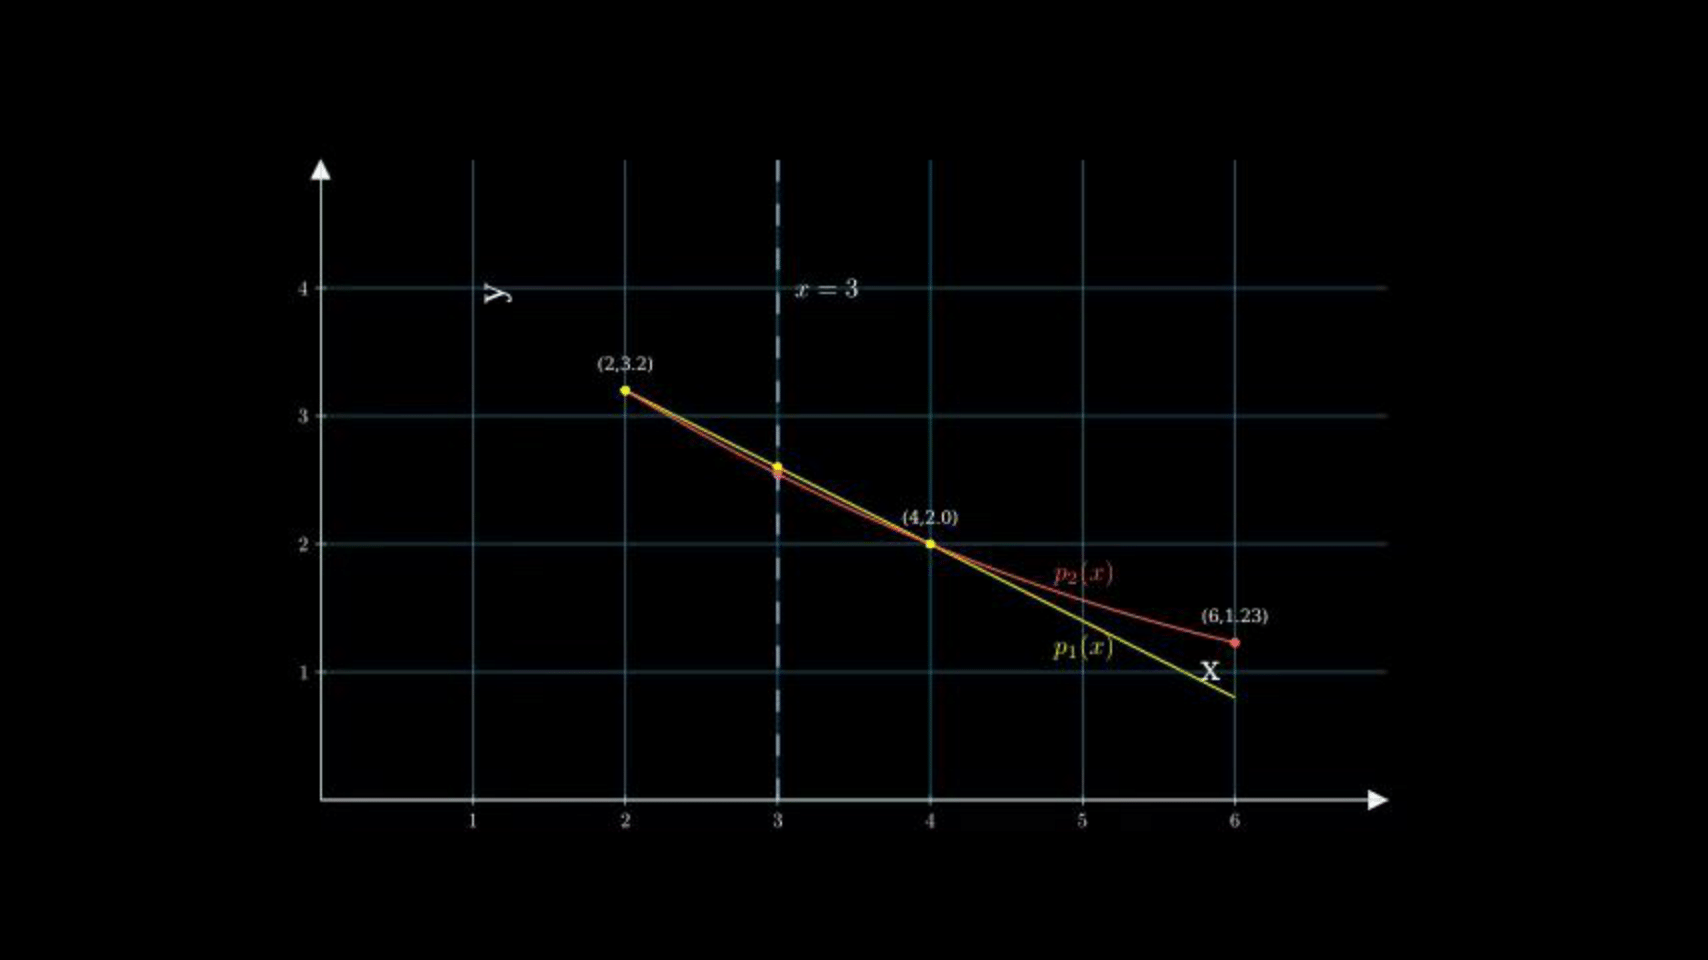 4
y
x = 3
(2,3.2)
3
(4,2.0)
2
p₂(x)
(6,1.23)
p₁(x)
1
x
1 2 3 4 5 6